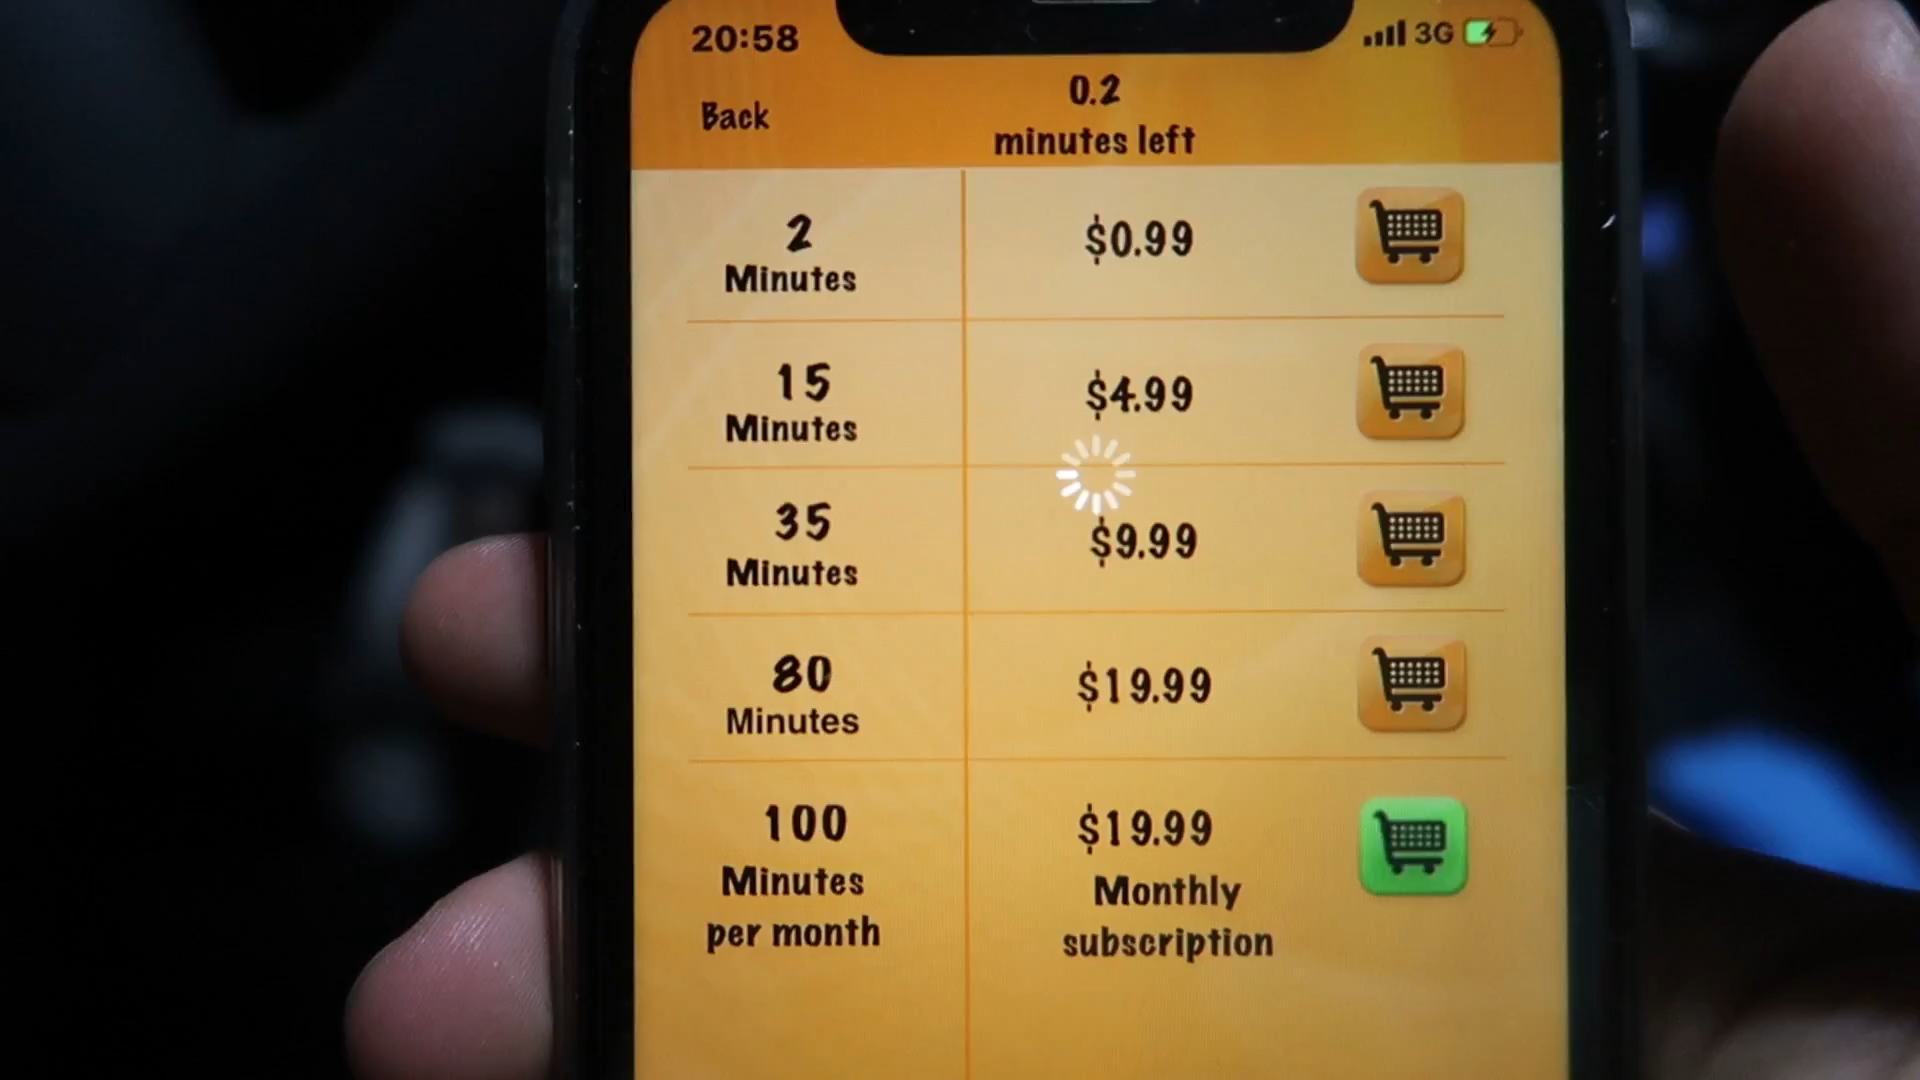 20:58
3G
Back
0.2
minutes left
2
Minutes
$0.99
15
Minutes
$4.99
35
Minutes
$9.99
80
Minutes
$19.99
100
Minutes
per month
$19.99
Monthly
subscription